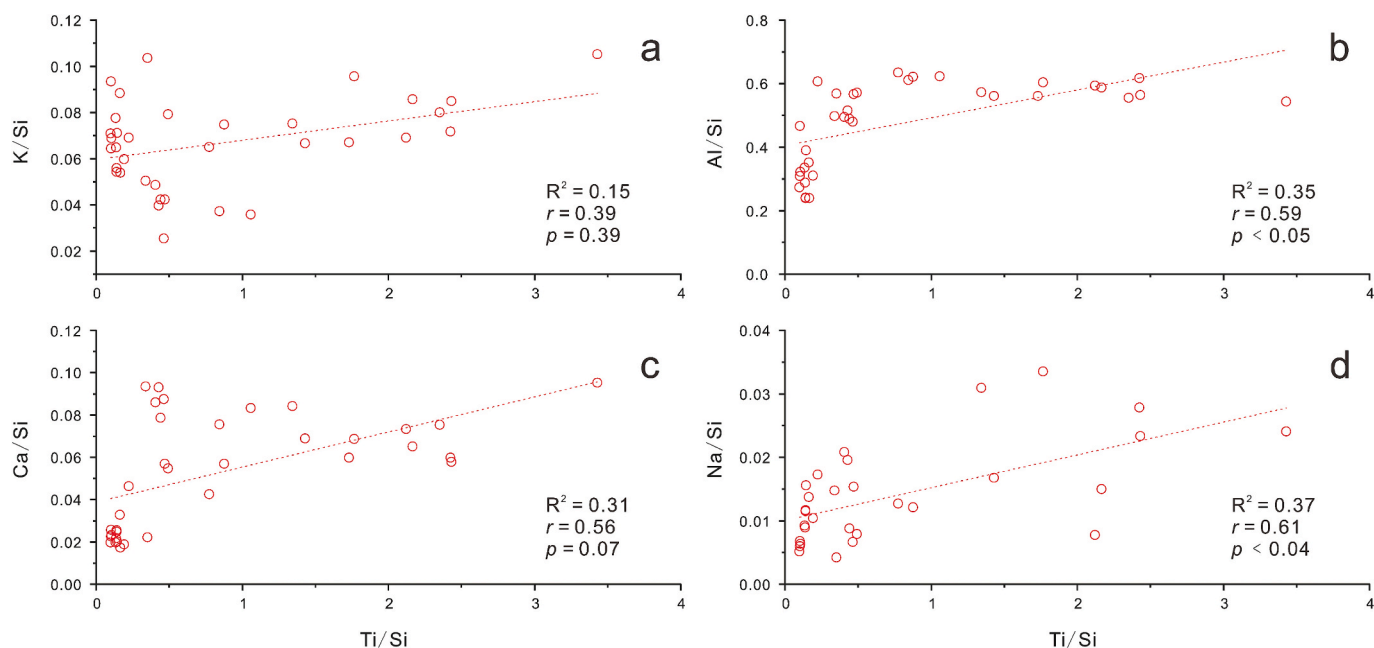 a
K/Si
0.12
0.10
0.08
0.06
0.04
0.02
R² = 0.15
r = 0.39
p = 0.39
0 1 2 3 4
b
Al/Si
0.8
0.6
0.4
0.2
0.0
R² = 0.35
r = 0.59
p < 0.05
0 1 2 3 4
c
Ca/Si
0.12
0.10
0.08
0.06
0.04
0.02
0.00
R² = 0.31
r = 0.56
p = 0.07
0 1 2 3 4
Ti/Si
d
Na/Si
0.04
0.03
0.02
0.01
0.00
R² = 0.37
r = 0.61
p < 0.04
0 1 2 3 4
Ti/Si